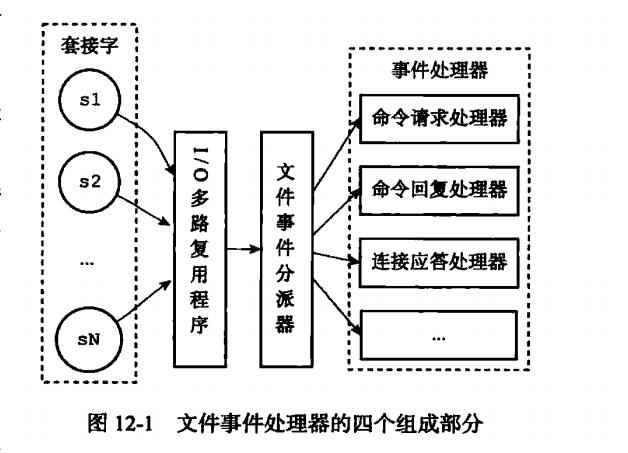 套接字
s1
s2
...
sN
I/O多路复用程序
文件事件分派器
事件处理器
命令请求处理器
命令回复处理器
连接应答处理器
...
图 12-1 文件事件处理器的四个组成部分